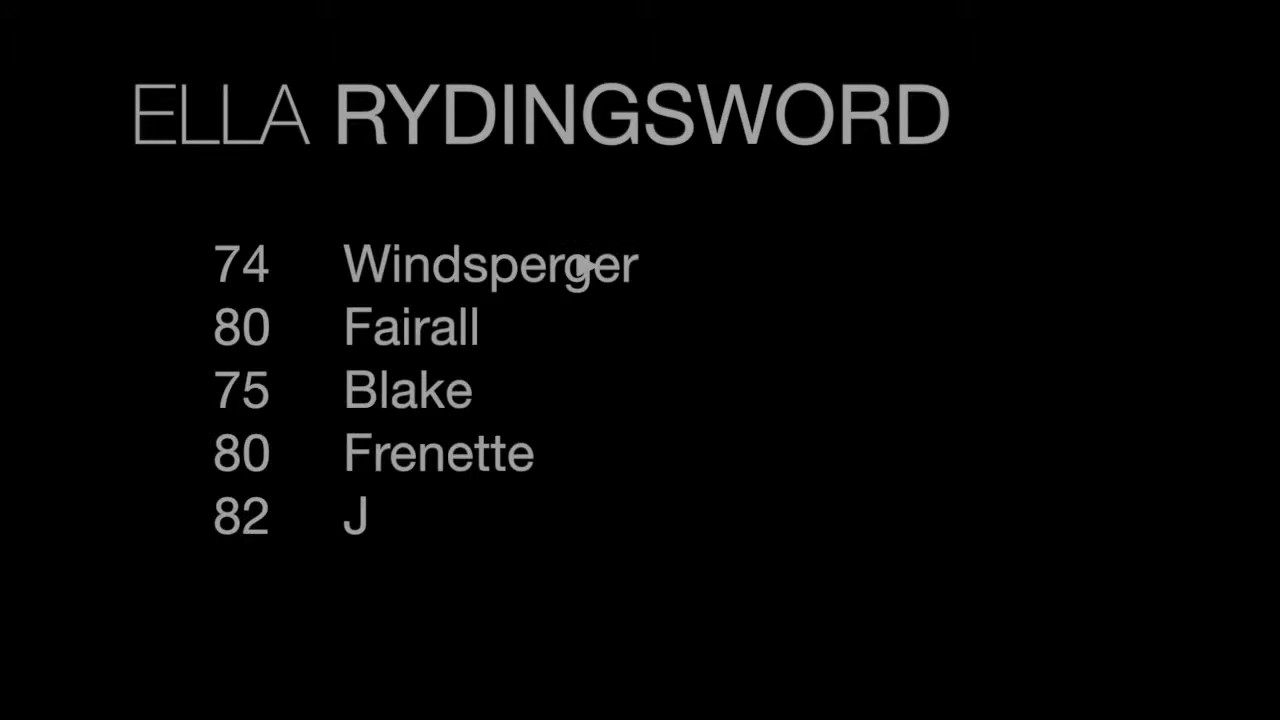 ELLA RYDINGSWORD
74 Windsperger
80 Fairall
75 Blake
80 Frenette
82 J